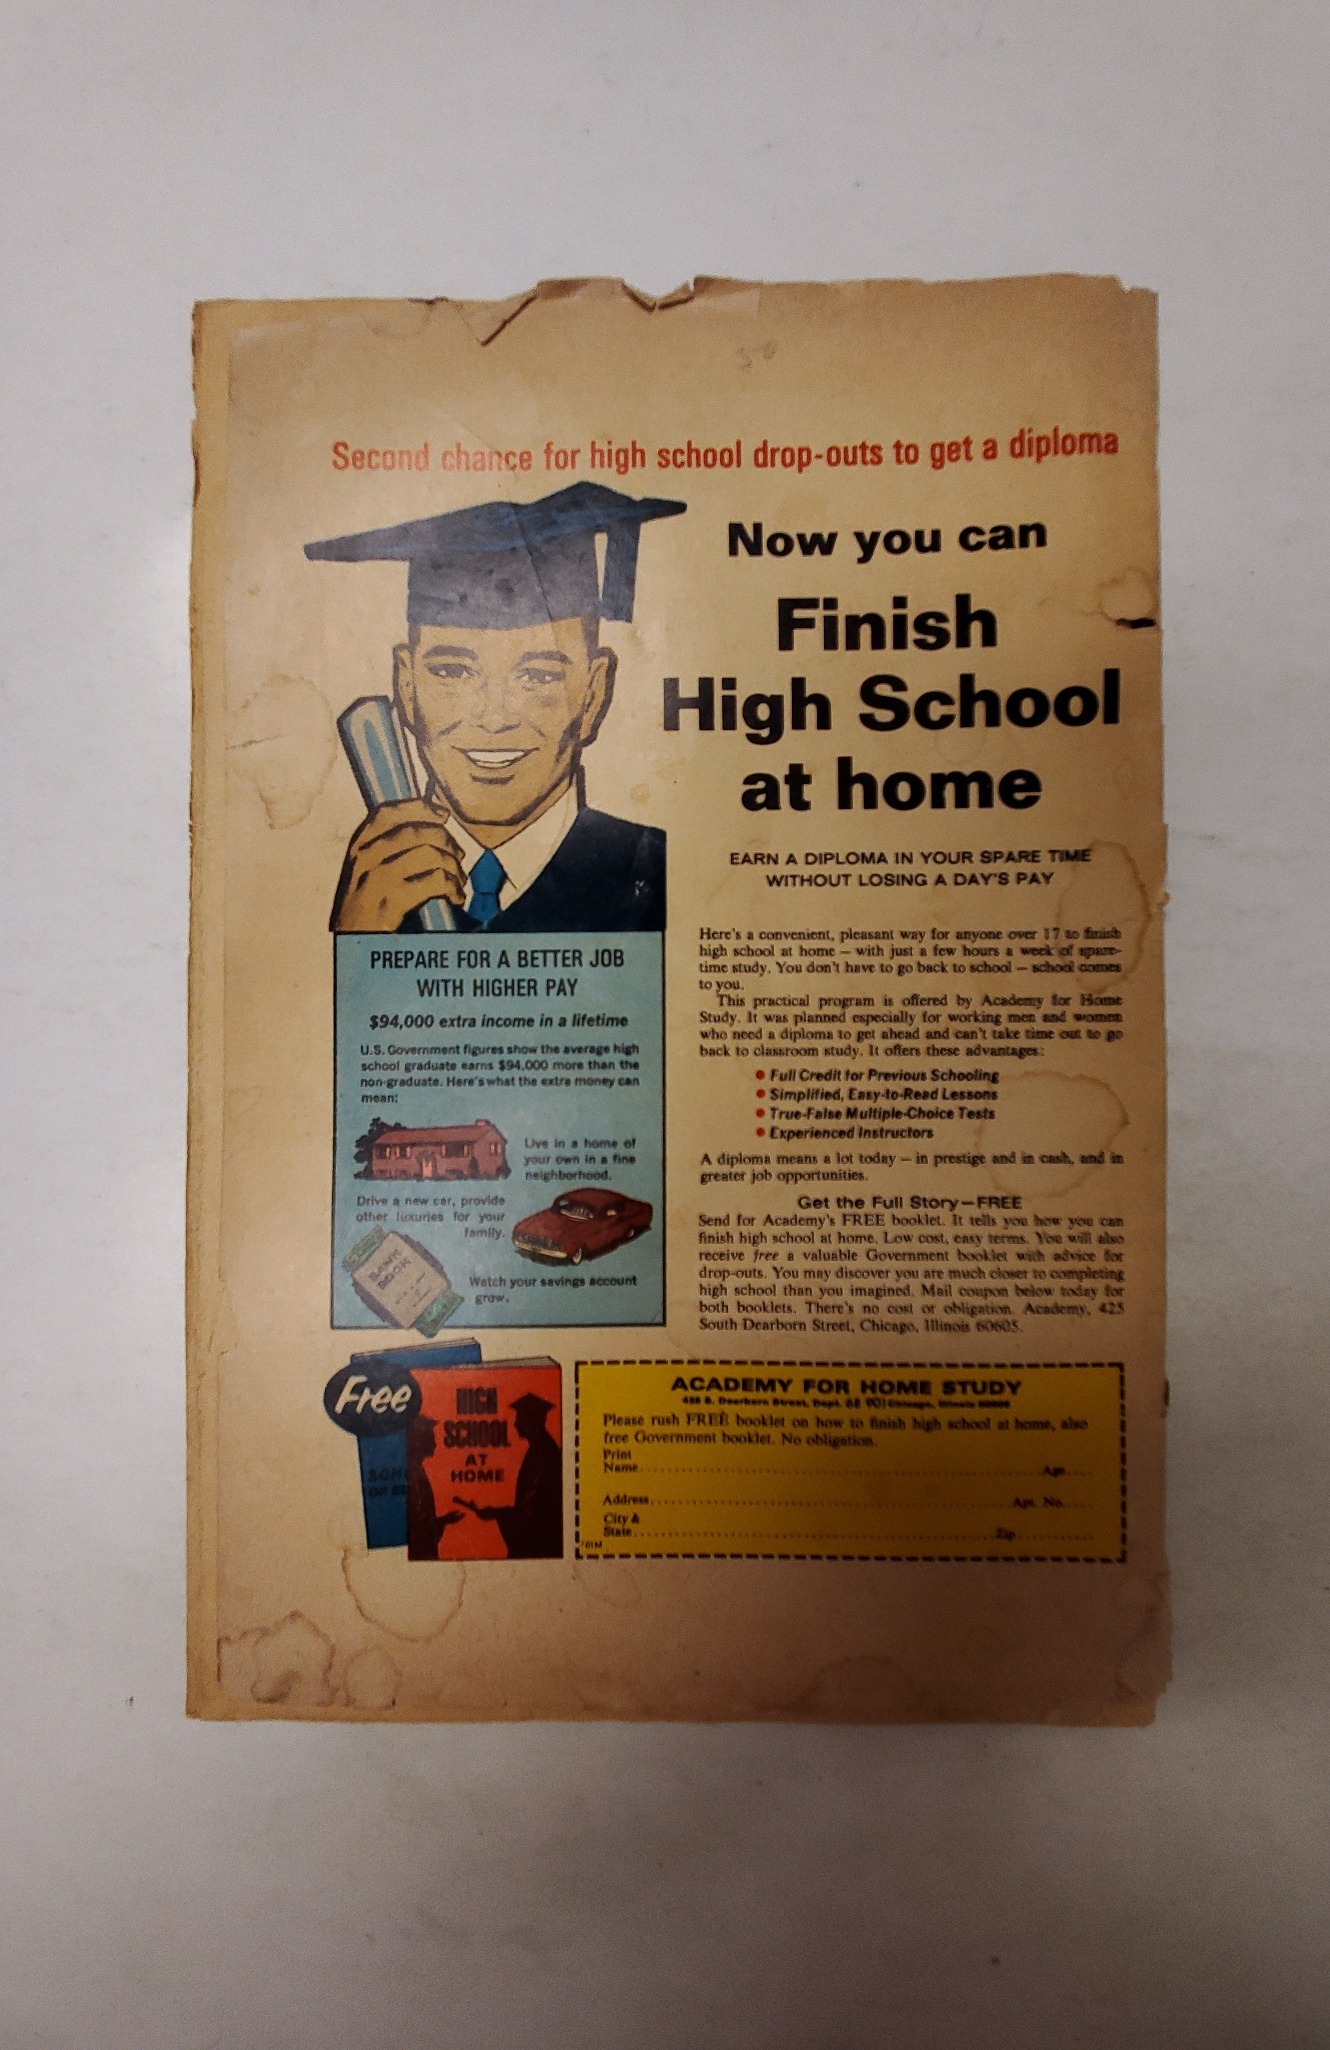 50
Second chance for high school drop-outs to get a diploma
Now you can
Finish
High School
at home
EARN A DIPLOMA IN YOUR SPARE TIME
WITHOUT LOSING A DAY'S PAY
Here's a convenient, pleasant way for anyone over 17 to finish
high school at home – with just a few hours a week of spare-
time study. You don't have to go back to school – school comes
to you.
This practical program is offered by Academy for Home
Study. It was planned especially for working men and women
who need a diploma to get ahead and can't take time out to go
back to classroom study. It offers these advantages:
• Full Credit for Previous Schooling
• Simplified, Easy-to-Read Lessons
• True-False Multiple-Choice Tests
• Experienced Instructors
A diploma means a lot today – in prestige and in cash, and in
greater job opportunities.
Get the Full Story—FREE
Send for Academy's FREE booklet. It tells you how you can
finish high school at home. Low cost, easy terms. You will also
receive free a valuable Government booklet with advice for
drop-outs. You may discover you are much closer to completing
high school than you imagined. Mail coupon below today for
both booklets. There's no cost or obligation. Academy, 425
South Dearborn Street, Chicago, Illinois 60605.
PREPARE FOR A BETTER JOB
WITH HIGHER PAY
$94,000 extra income in a lifetime
U.S. Government figures show the average high
school graduate earns $94,000 more than the
non-graduate. Here's what the extra money can
mean:
Live in a home of
your own in a fine
neighborhood.
Drive a new car, provide
other luxuries for your
family.
BANK
BOOK
Watch your savings account
grow.
Free
HIGH
SCHOOL
AT
HOME
ACADEMY FOR HOME STUDY
425 S. Dearborn Street, Dept. Chicago, Illinois 60605
Please rush FREE booklet on how to finish high school at home, also
free Government booklet. No obligation.
Print
Name Age
Address Apt. No.
City &
State Zip